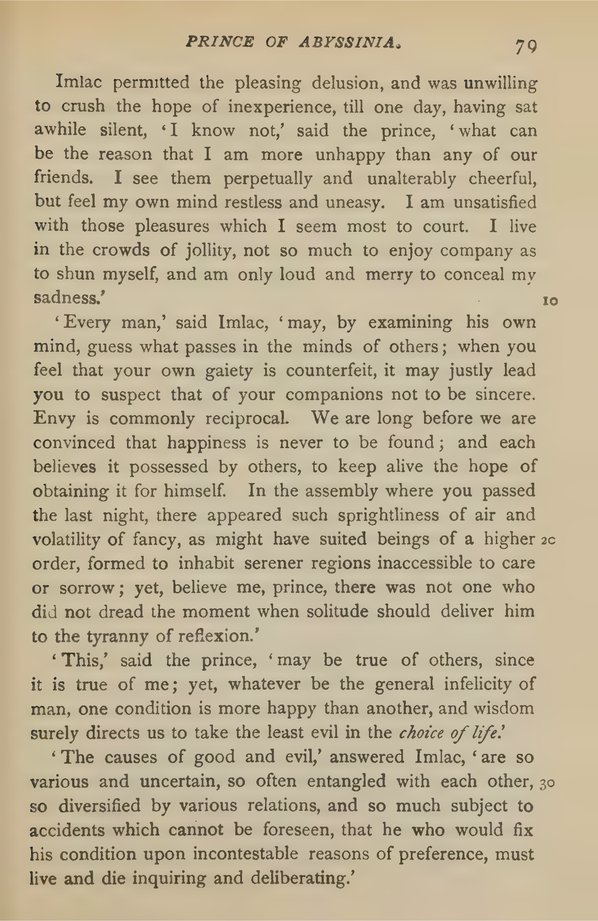 PRINCE OF ABYSSINIA. 79
Imlac permitted the pleasing delusion, and was unwilling
to crush the hope of inexperience, till one day, having sat
awhile silent, ‘I know not,’ said the prince, ‘what can
be the reason that I am more unhappy than any of our
friends. I see them perpetually and unalterably cheerful,
but feel my own mind restless and uneasy. I am unsatisfied
with those pleasures which I seem most to court. I live
in the crowds of jollity, not so much to enjoy company as
to shun myself, and am only loud and merry to conceal my
sadness.’ 10
‘Every man,’ said Imlac, ‘may, by examining his own
mind, guess what passes in the minds of others; when you
feel that your own gaiety is counterfeit, it may justly lead
you to suspect that of your companions not to be sincere.
Envy is commonly reciprocal. We are long before we are
convinced that happiness is never to be found; and each
believes it possessed by others, to keep alive the hope of
obtaining it for himself. In the assembly where you passed
the last night, there appeared such sprightliness of air and
volatility of fancy, as might have suited beings of a higher 20
order, formed to inhabit serener regions inaccessible to care
or sorrow; yet, believe me, prince, there was not one who
did not dread the moment when solitude should deliver him
to the tyranny of reflexion.’
‘This,’ said the prince, ‘may be true of others, since
it is true of me; yet, whatever be the general infelicity of
man, one condition is more happy than another, and wisdom
surely directs us to take the least evil in the choice of life.’
‘The causes of good and evil,’ answered Imlac, ‘are so
various and uncertain, so often entangled with each other, 30
so diversified by various relations, and so much subject to
accidents which cannot be foreseen, that he who would fix
his condition upon incontestable reasons of preference, must
live and die inquiring and deliberating.’